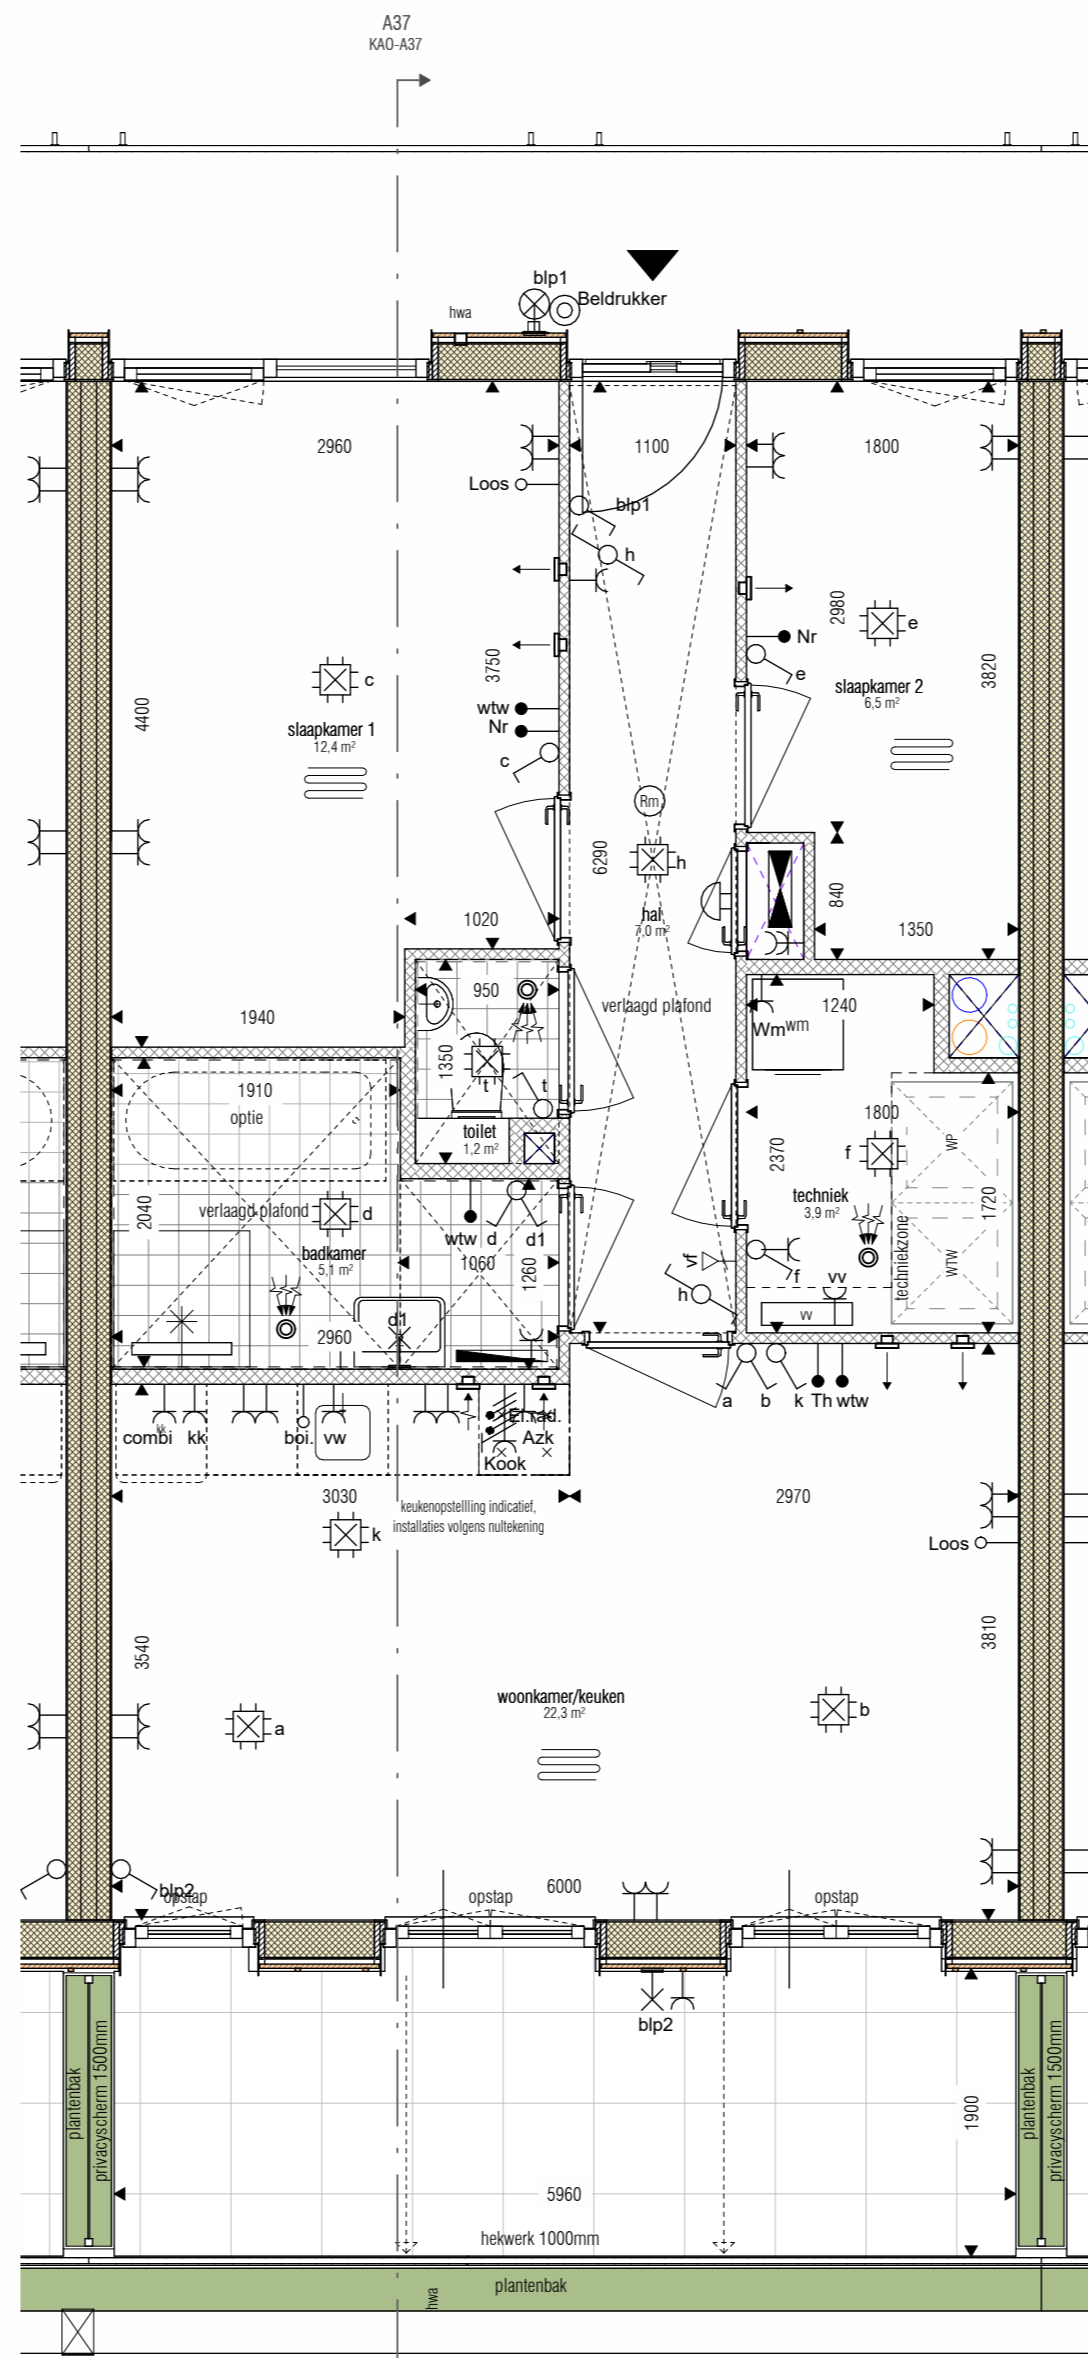 A37
KAO-A37
blp1
Beldrukker
hwa
2960
1100
1800
Loos
blp1
h
2980
Nr
e
e
3820
3750
c
slaapkamer 2
6,5 m²
4400
slaapkamer 1
12,4 m²
wtw
Nr
c
Rm
6290
h
840
hal
7,0 m²
1020
1350
950
verlaagd plafond
1240
Wm
wm
1940
1350
t
t
1910
optie
1800
f
WP
toilet
1,2 m²
2370
techniek
3,9 m²
1720
2040
verlaagd plafond
d
badkamer
5,1 m²
wtw
d
d1
1060
1260
vf
f
vv
vv
techniekzone
WTW
h
d1
2960
a
b
k
Th
wtw
combi
kk
kk
boi.
vw
El.rad.
Azk
Kook
3030
2970
keukenopstellling indicatief,
installaties volgens nultekening
k
Loos
3540
3810
woonkamer/keuken
22,3 m²
a
b
blp2
opstap
6000
opstap
opstap
blp2
plantenbak
privacyscherm 1500mm
1900
plantenbak
privacyscherm 1500mm
5960
hekwerk 1000mm
plantenbak
hwa